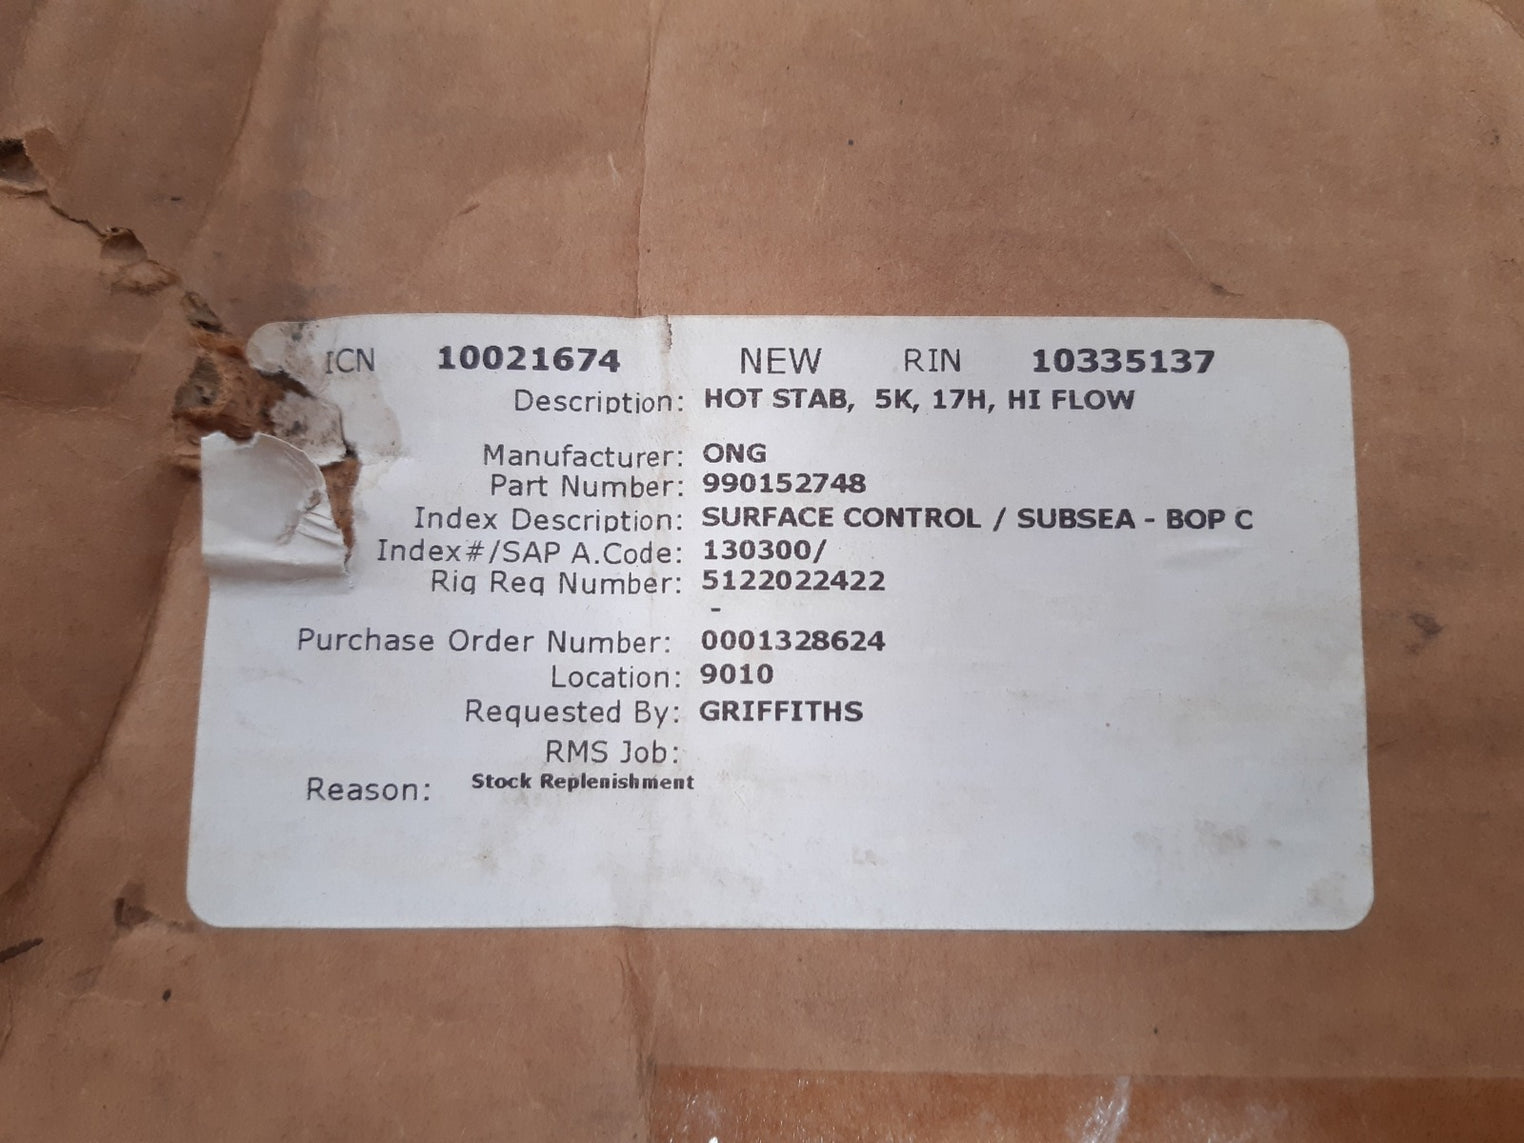 ICN 10021674 NEW RIN 10335137
Description: HOT STAB, 5K, 17H, HI FLOW
Manufacturer: ONG
Part Number: 990152748
Index Description: SURFACE CONTROL / SUBSEA - BOP C
Index#/SAP A.Code: 130300/
Rig Req Number: 5122022422
-
Purchase Order Number: 0001328624
Location: 9010
Requested By: GRIFFITHS
RMS Job:
Reason: Stock Replenishment